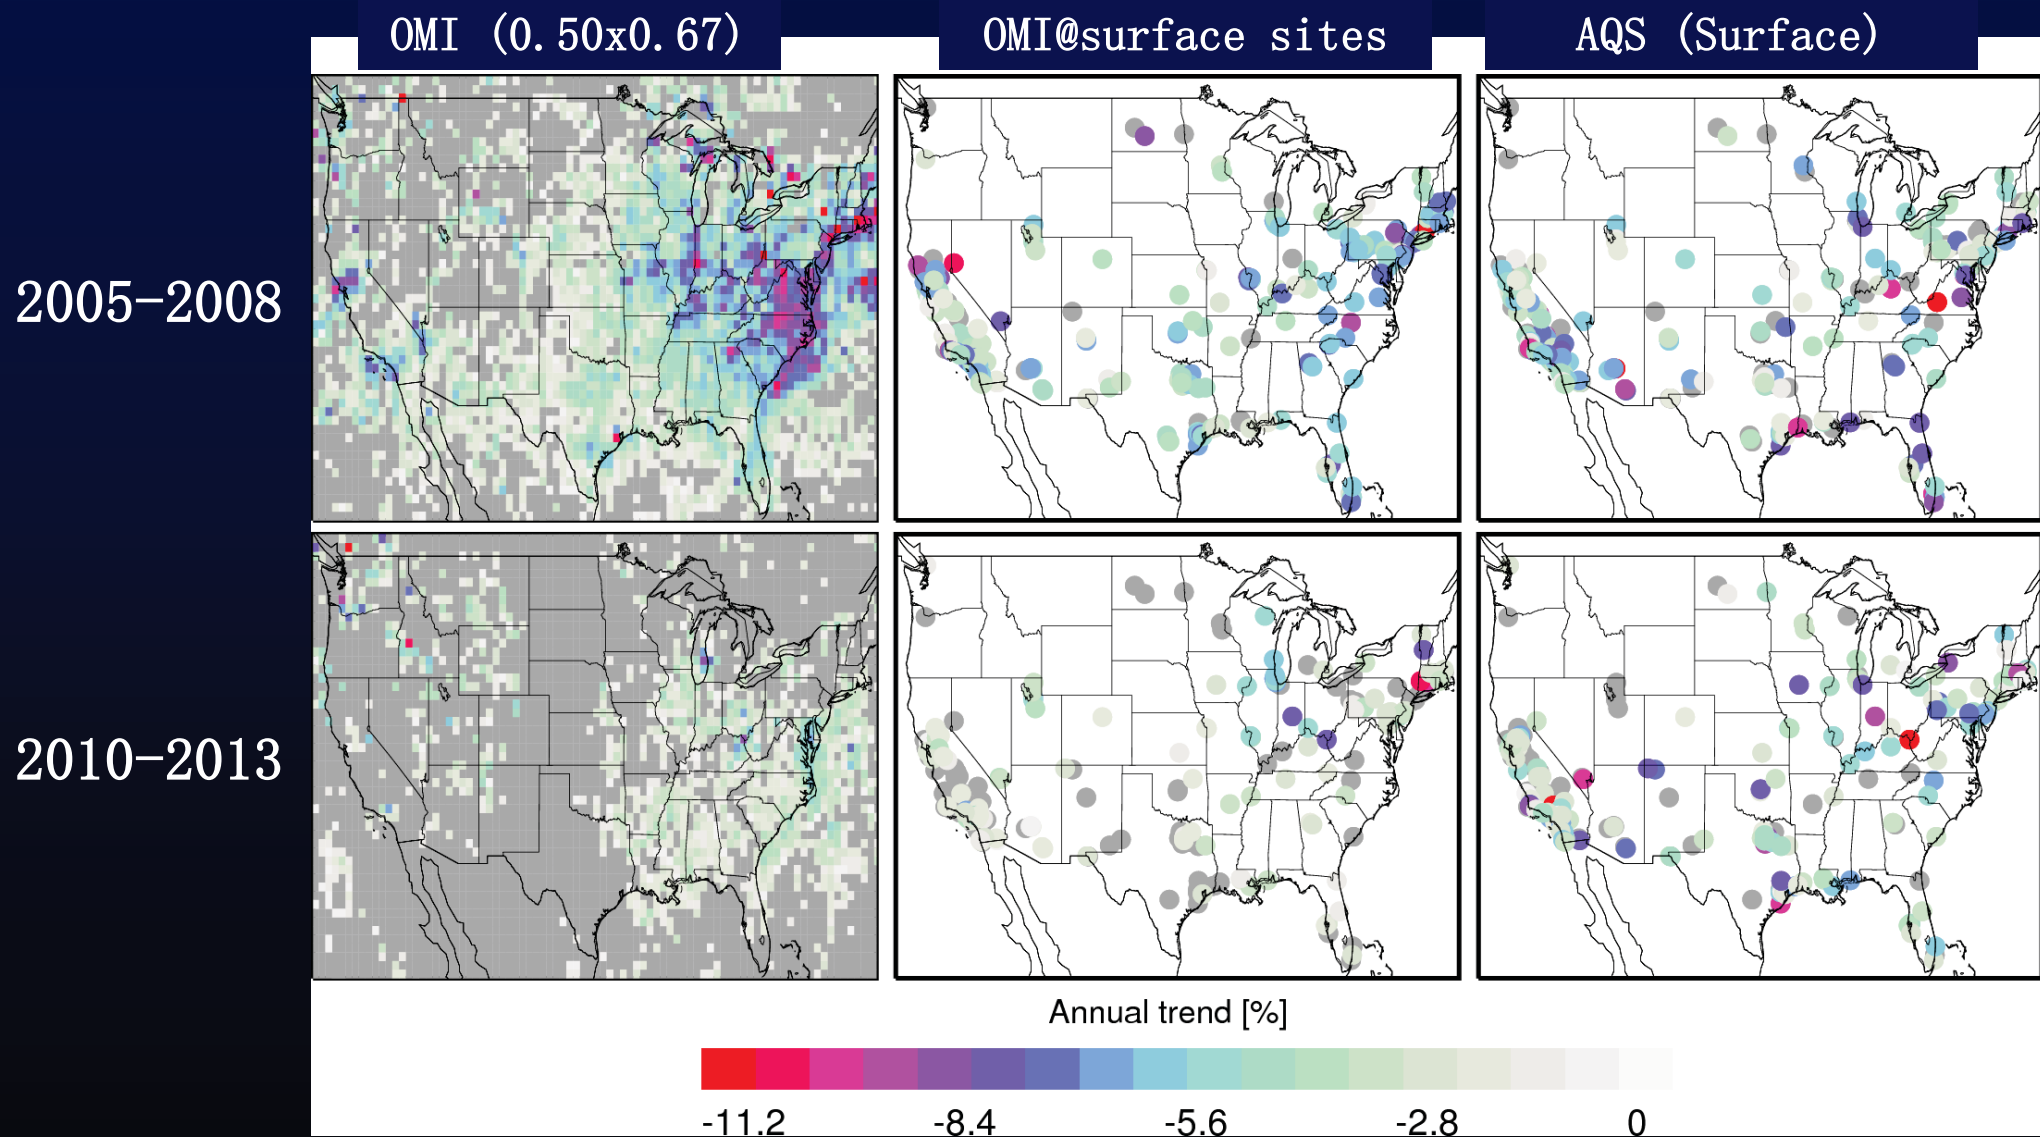 OMI (0.50x0.67)
OMI@surface sites
AQS (Surface)
2005-2008
2010-2013
Annual trend [%]
-11.2
-8.4
-5.6
-2.8
0